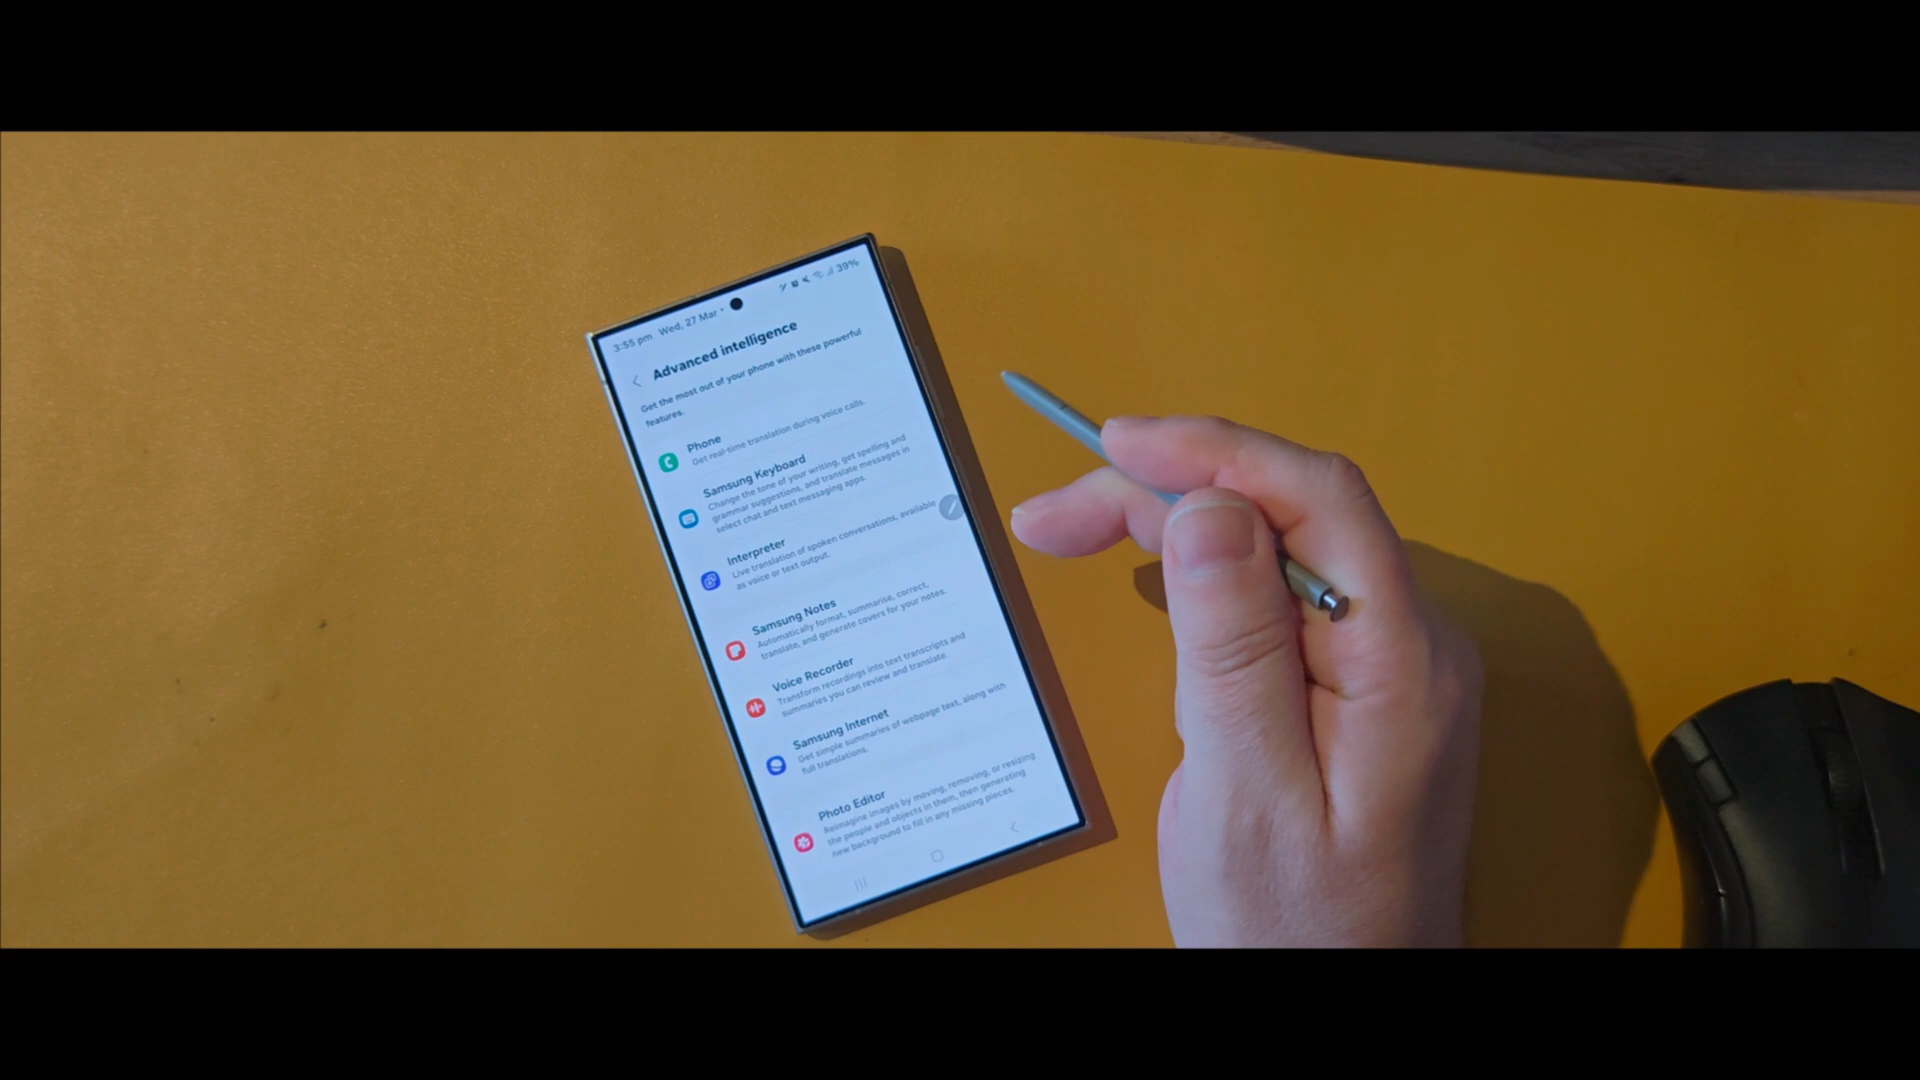 3:55 pm Wed, 27 Mar • 39%
Advanced intelligence
Get the most out of your phone with these powerful
features.
Phone
Get real-time translation during voice calls.
Samsung Keyboard
Change the tone of your writing, get spelling and
grammar suggestions, and translate messages in
select chat and text messaging apps.
Interpreter
Live translation of spoken conversations, available
as voice or text output.
Samsung Notes
Automatically format, summarise, correct,
translate, and generate covers for your notes.
Voice Recorder
Transform recordings into text transcripts and
summaries you can review and translate.
Samsung Internet
Get simple summaries of webpage text, along with
full translations.
Photo Editor
Reimagine images by moving, removing, or resizing
the people and objects in them, then generating
new background to fill in any missing pieces.